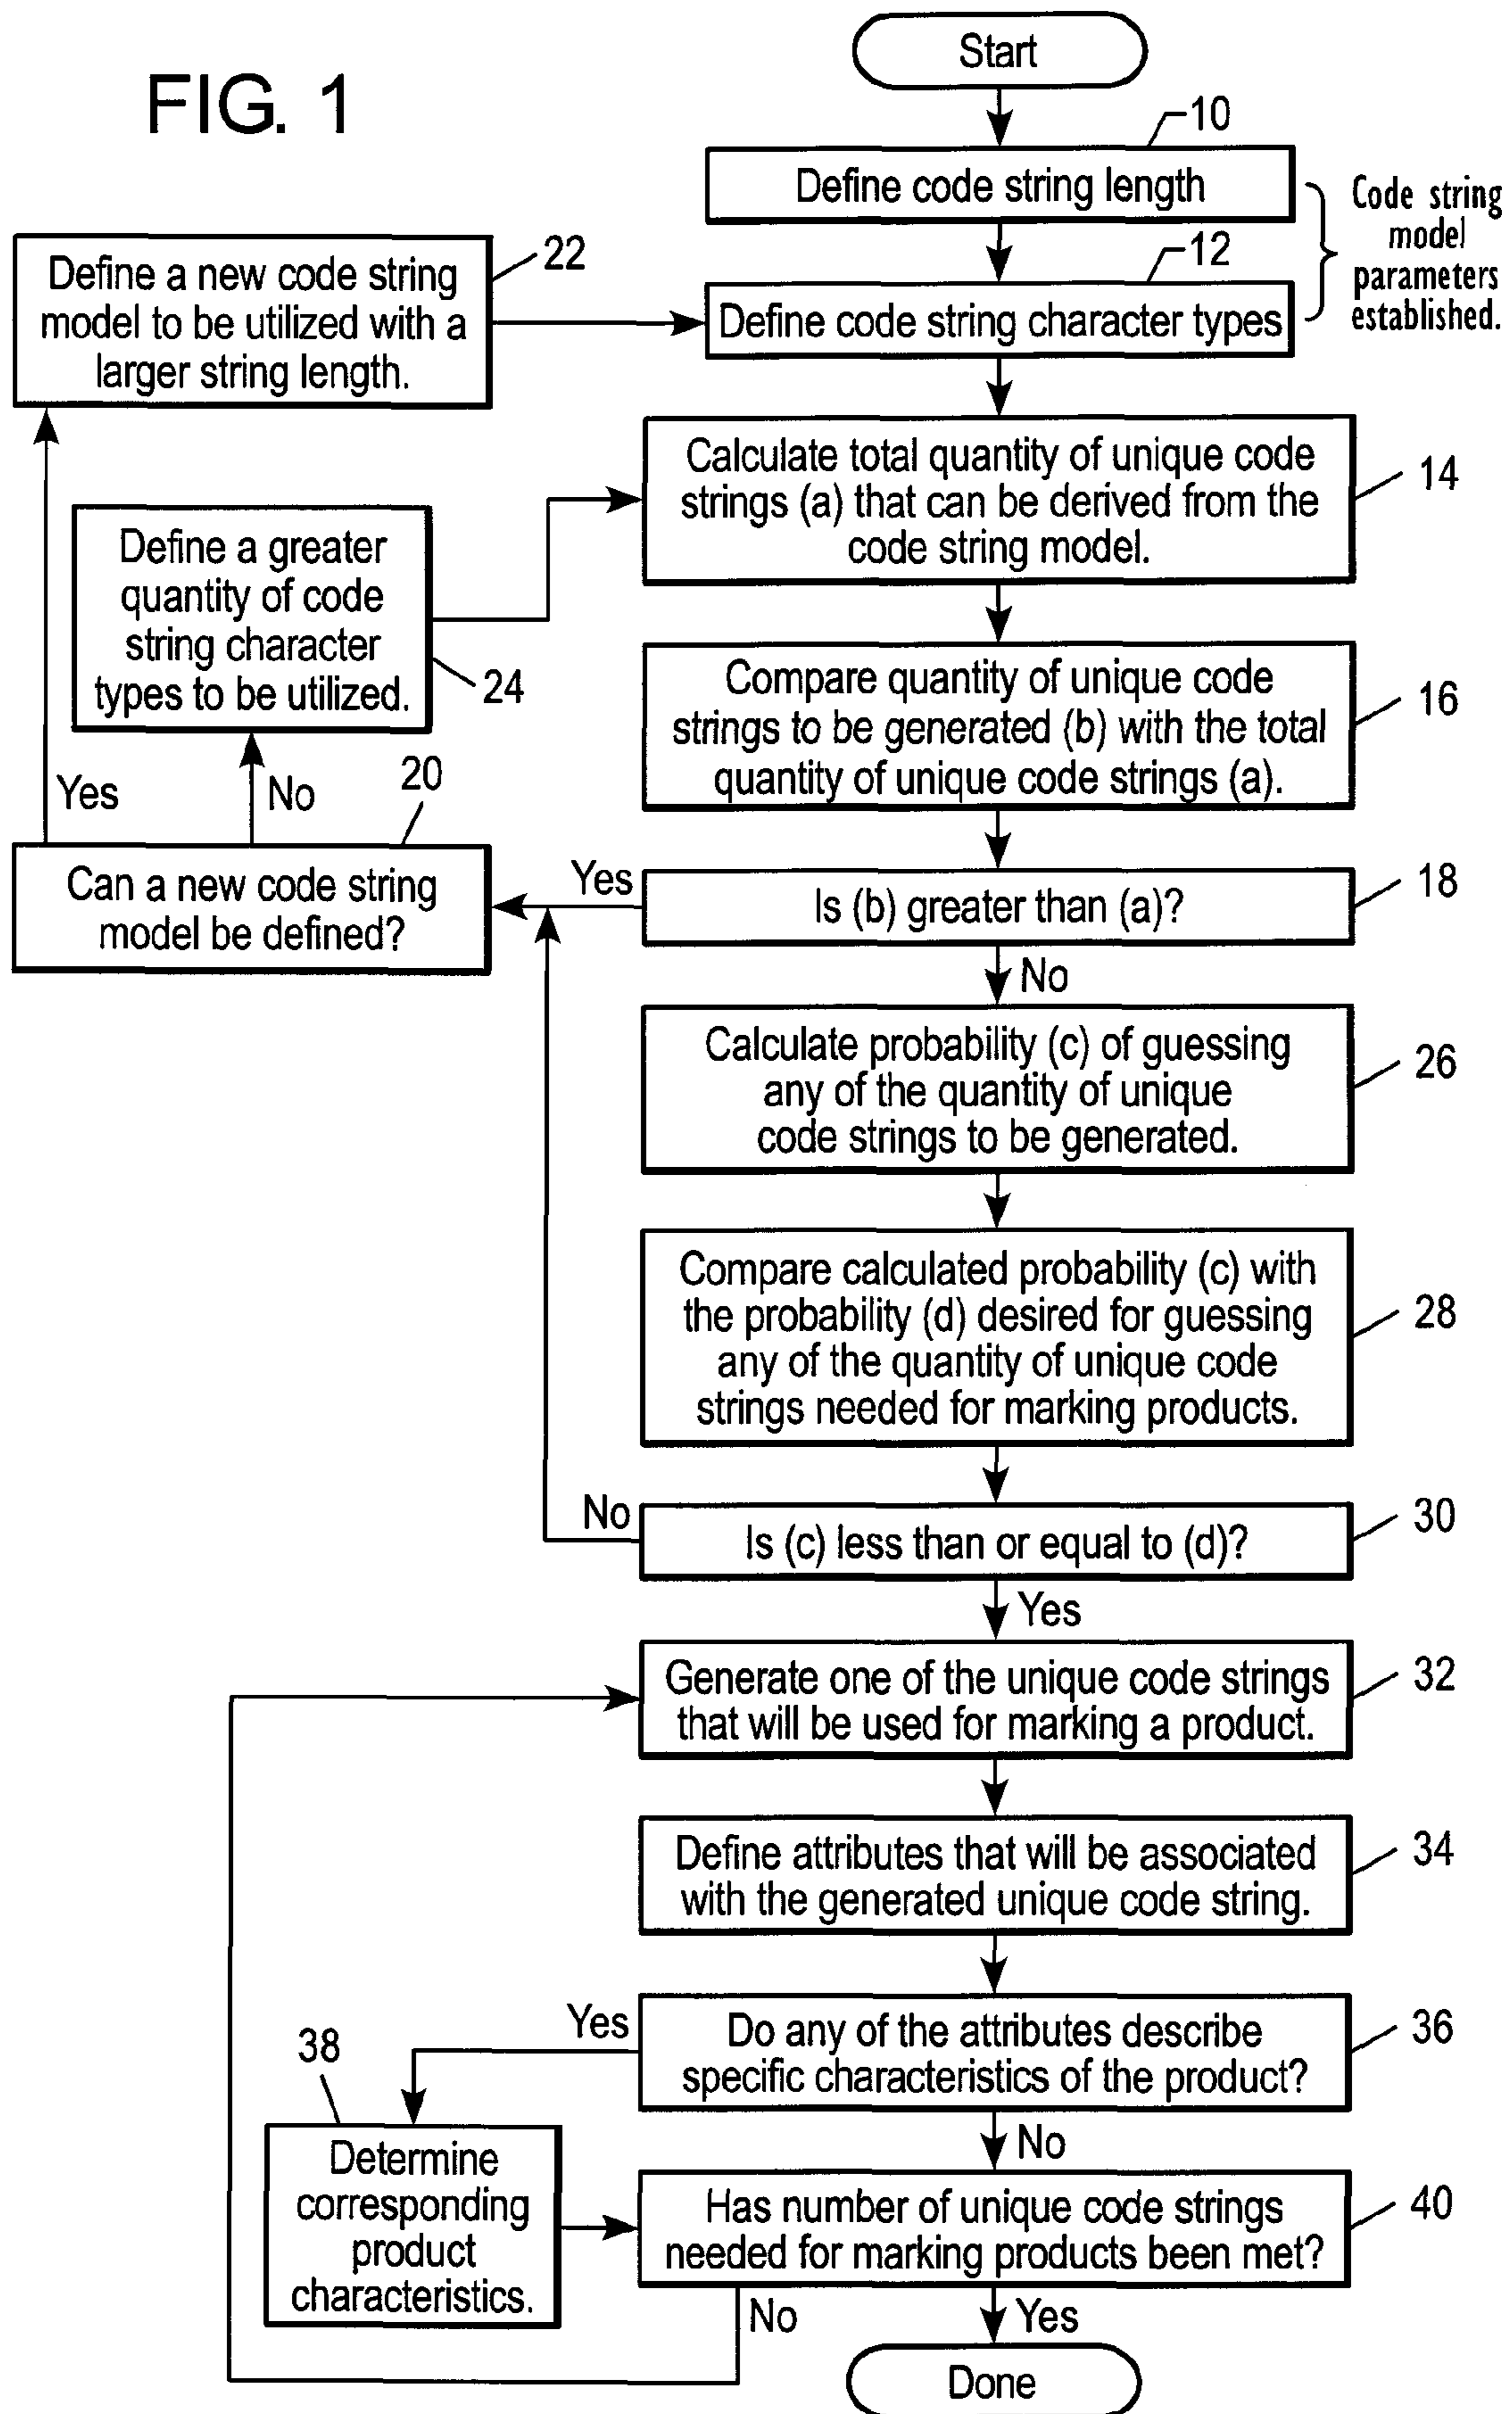 FIG. 1
Start
10
Define code string length
12
Define code string character types
Code string
model
parameters
established.
22
Define a new code string
model to be utilized with a
larger string length.
Calculate total quantity of unique code
strings (a) that can be derived from the
code string model.
14
Define a greater
quantity of code
string character
types to be utilized.
24
Compare quantity of unique code
strings to be generated (b) with the total
quantity of unique code strings (a).
16
Yes
No
20
Can a new code string
model be defined?
Yes
Is (b) greater than (a)?
18
No
Calculate probability (c) of guessing
any of the quantity of unique
code strings to be generated.
26
Compare calculated probability (c) with
the probability (d) desired for guessing
any of the quantity of unique code
strings needed for marking products.
28
No
Is (c) less than or equal to (d)?
30
Yes
Generate one of the unique code strings
that will be used for marking a product.
32
Define attributes that will be associated
with the generated unique code string.
34
Yes
Do any of the attributes describe
specific characteristics of the product?
36
38
Determine
corresponding
product
characteristics.
No
Has number of unique code strings
needed for marking products been met?
40
No
Yes
Done